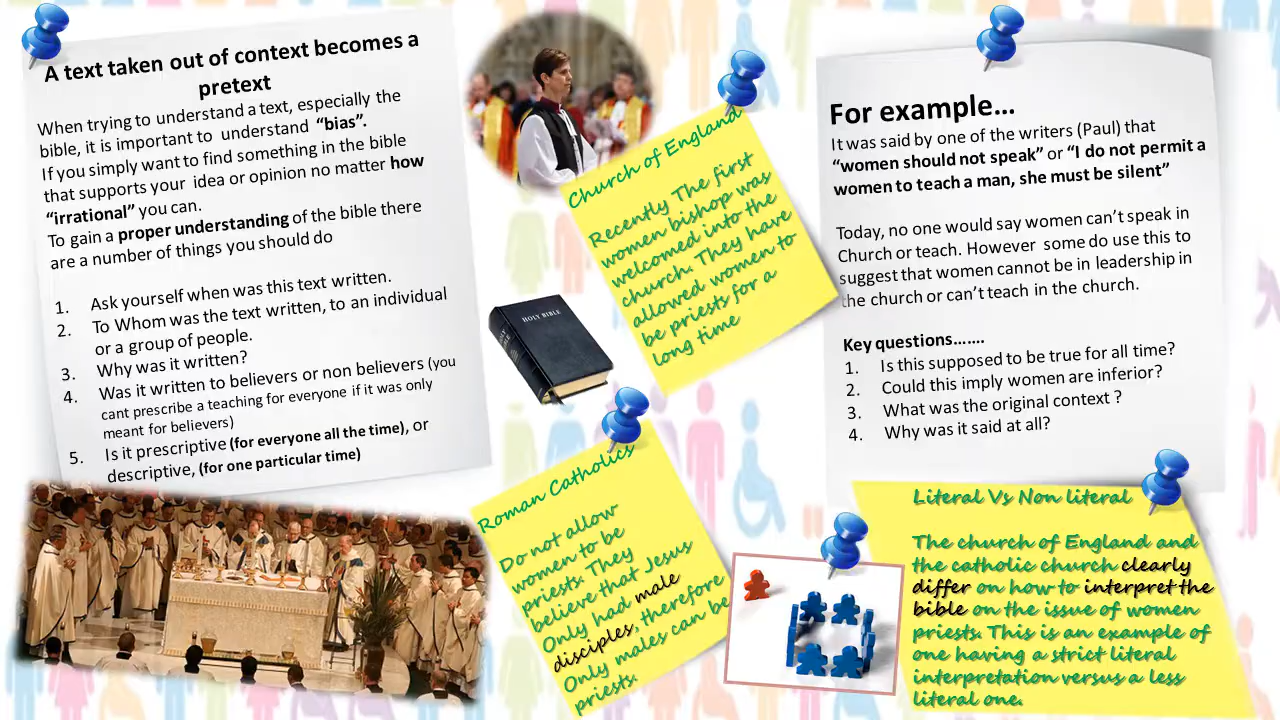 A text taken out of context becomes a
pretext
When trying to understand a text, especially the
bible, it is important to understand "bias".
If you simply want to find something in the bible
that supports your idea or opinion no matter how
"irrational" you can.
To gain a proper understanding of the bible there
are a number of things you should do
1. Ask yourself when was this text written.
2. To Whom was the text written, to an individual
or a group of people.
3. Why was it written?
4. Was it written to believers or non believers (you
cant prescribe a teaching for everyone if it was only
meant for believers)
5. Is it prescriptive (for everyone all the time), or
descriptive, (for one particular time)
Church of England
Recently The first
women bishop was
welcomed into the
church. They have
allowed women to
be priests for a
long time
HOLY BIBLE
Roman Catholics
Do not allow
women to be
priests. They
believe that Jesus
Only had male
disciples, therefore
Only males can be
priests.
For example…
It was said by one of the writers (Paul) that
"women should not speak" or "I do not permit a
women to teach a man, she must be silent"
Today, no one would say women can't speak in
Church or teach. However some do use this to
suggest that women cannot be in leadership in
the church or can't teach in the church.
Key questions…….
1. Is this supposed to be true for all time?
2. Could this imply women are inferior?
3. What was the original context ?
4. Why was it said at all?
Literal Vs Non literal
The church of England and
the catholic church clearly
differ on how to interpret the
bible on the issue of women
priests. This is an example of
one having a strict literal
interpretation versus a less
literal one.